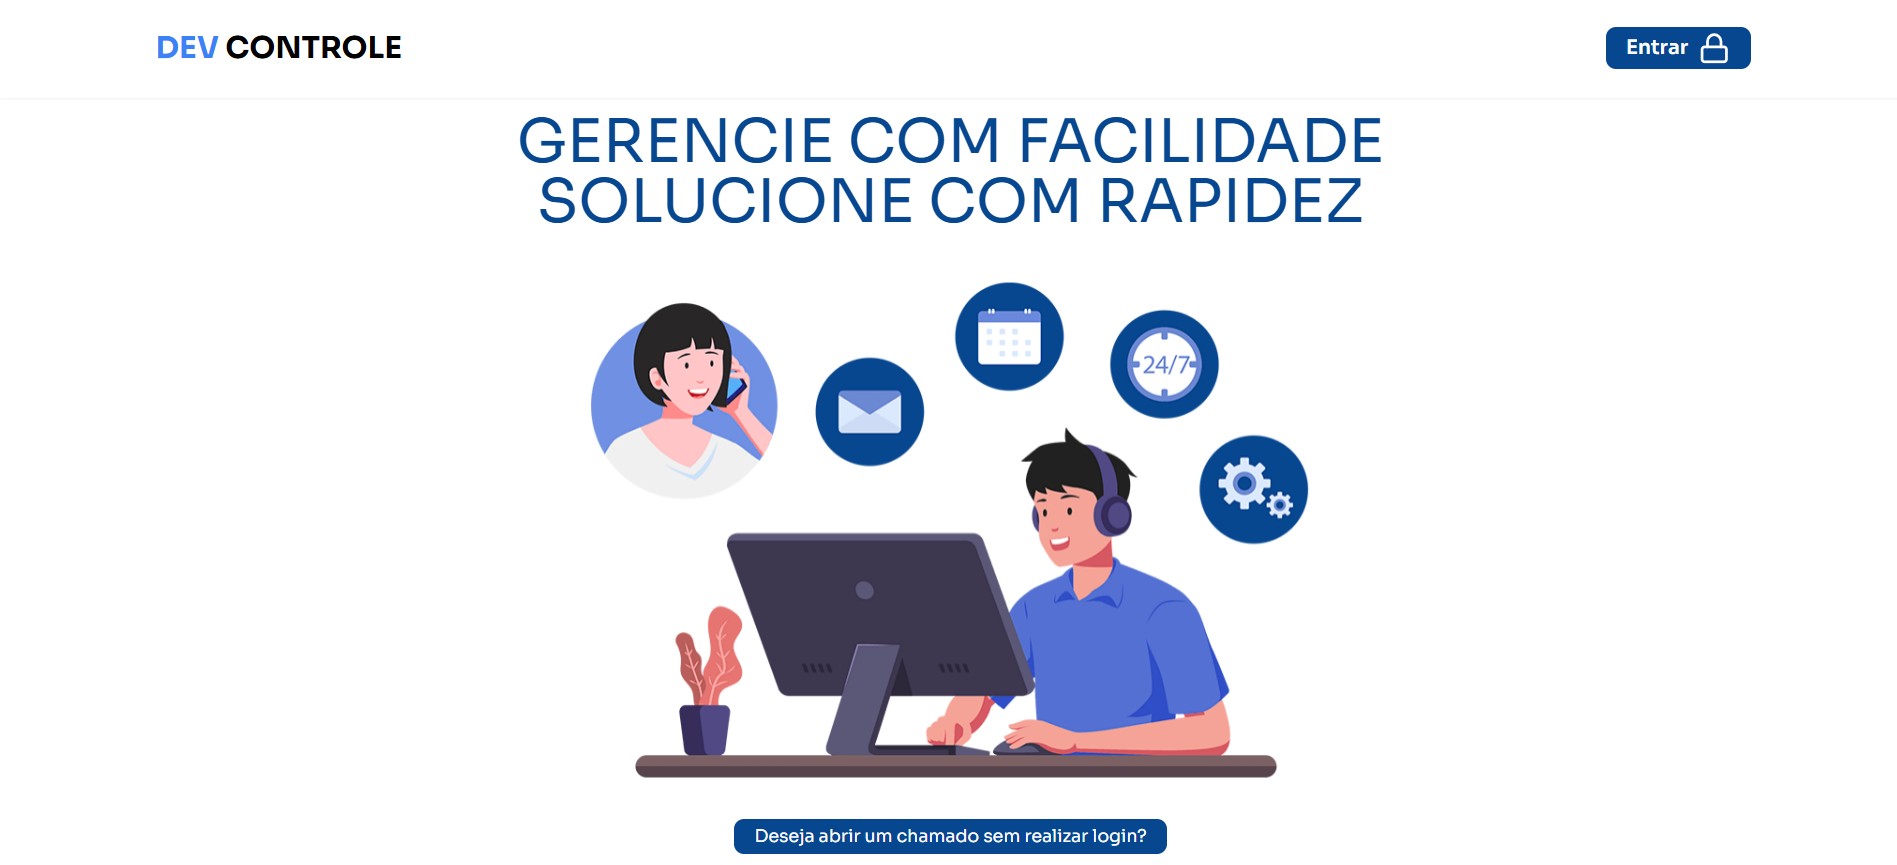 DEV CONTROLE
Entrar
GERENCIE COM FACILIDADE
SOLUCIONE COM RAPIDEZ
24/7
Deseja abrir um chamado sem realizar login?